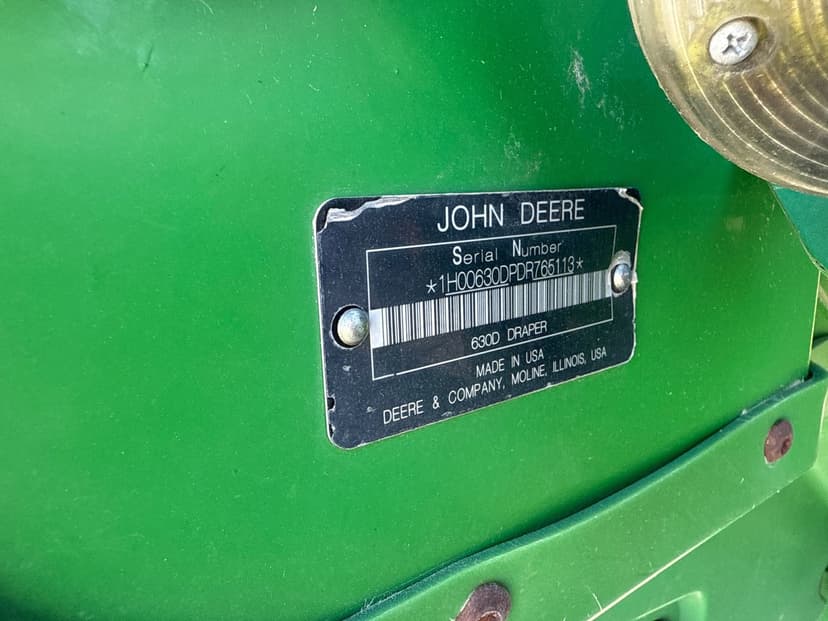 JOHN DEERE
Serial Number
*1H00630DPDR765113*
630D DRAPER
MADE IN USA
DEERE & COMPANY, MOLINE, ILLINOIS, USA